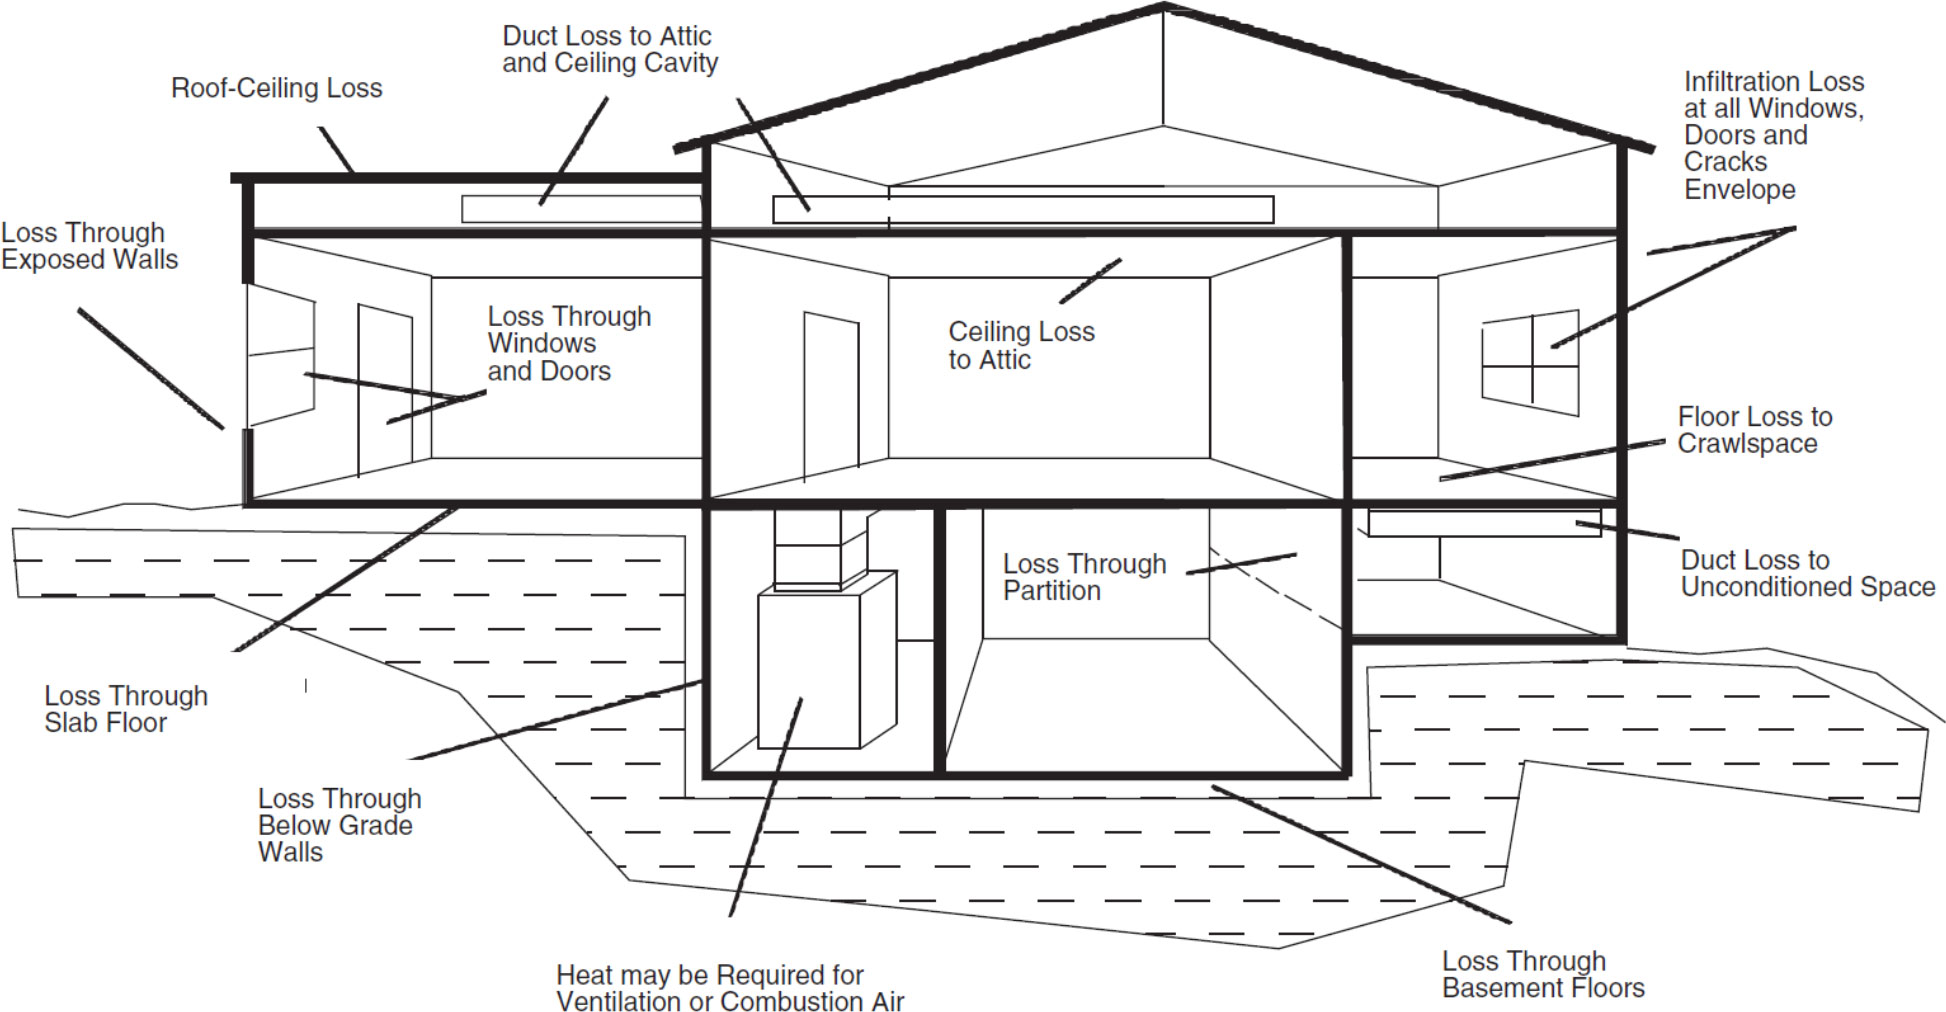 Duct Loss to Attic
and Ceiling Cavity
Roof-Ceiling Loss
Infiltration Loss
at all Windows,
Doors and
Cracks
Envelope
Loss Through
Exposed Walls
Loss Through
Windows
and Doors
Ceiling Loss
to Attic
Floor Loss to
Crawlspace
Loss Through
Partition
Duct Loss to
Unconditioned Space
Loss Through
Slab Floor
Loss Through
Below Grade
Walls
Heat may be Required for
Ventilation or Combustion Air
Loss Through
Basement Floors